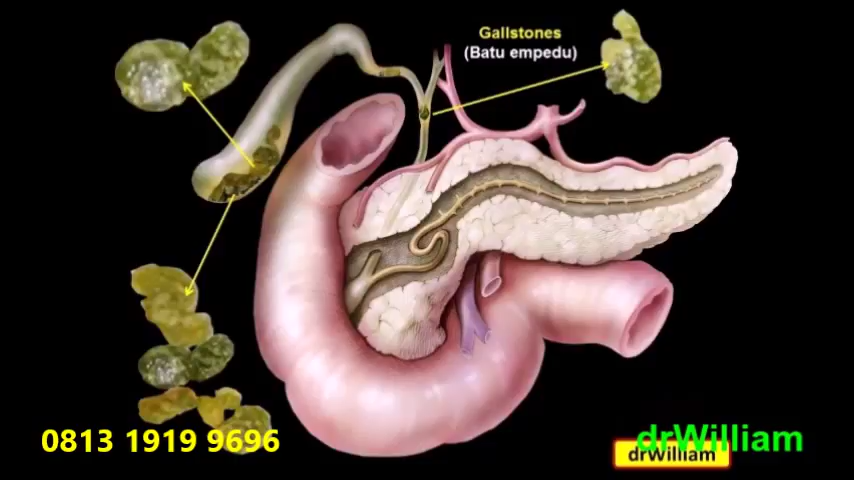 Gallstones
(Batu empedu)
0813 1919 9696
drWilliam
drWilliam